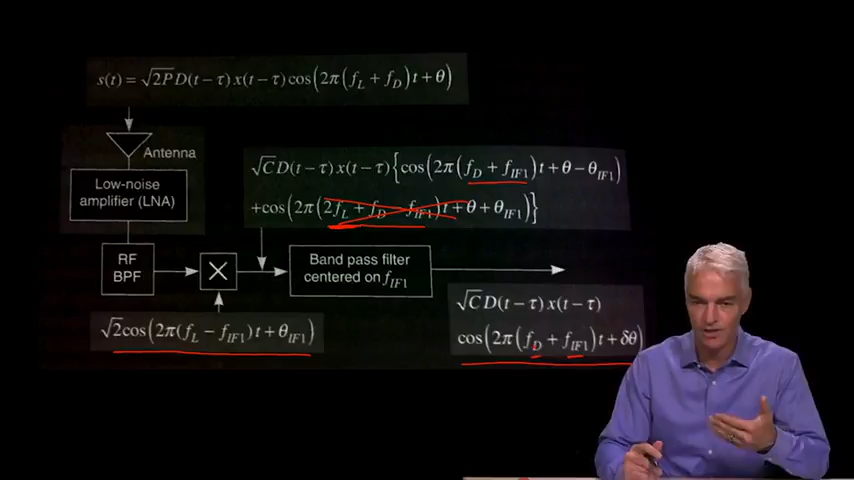 s(t) = √2P D(t − τ) x(t − τ) cos(2π(f_L + f_D)t + θ)
Antenna
Low-noise
amplifier (LNA)
√C D(t − τ) x(t − τ){cos(2π(f_D + f_IF1)t + θ − θ_IF1)
+cos(2π(2f_L + f_D − f_IF1)t + θ + θ_IF1)}
RF
BPF
×
Band pass filter
centered on f_IF1
√2cos(2π(f_L − f_IF1)t + θ_IF1)
√C D(t − τ) x(t − τ)
cos(2π(f_D + f_IF1)t + δθ)